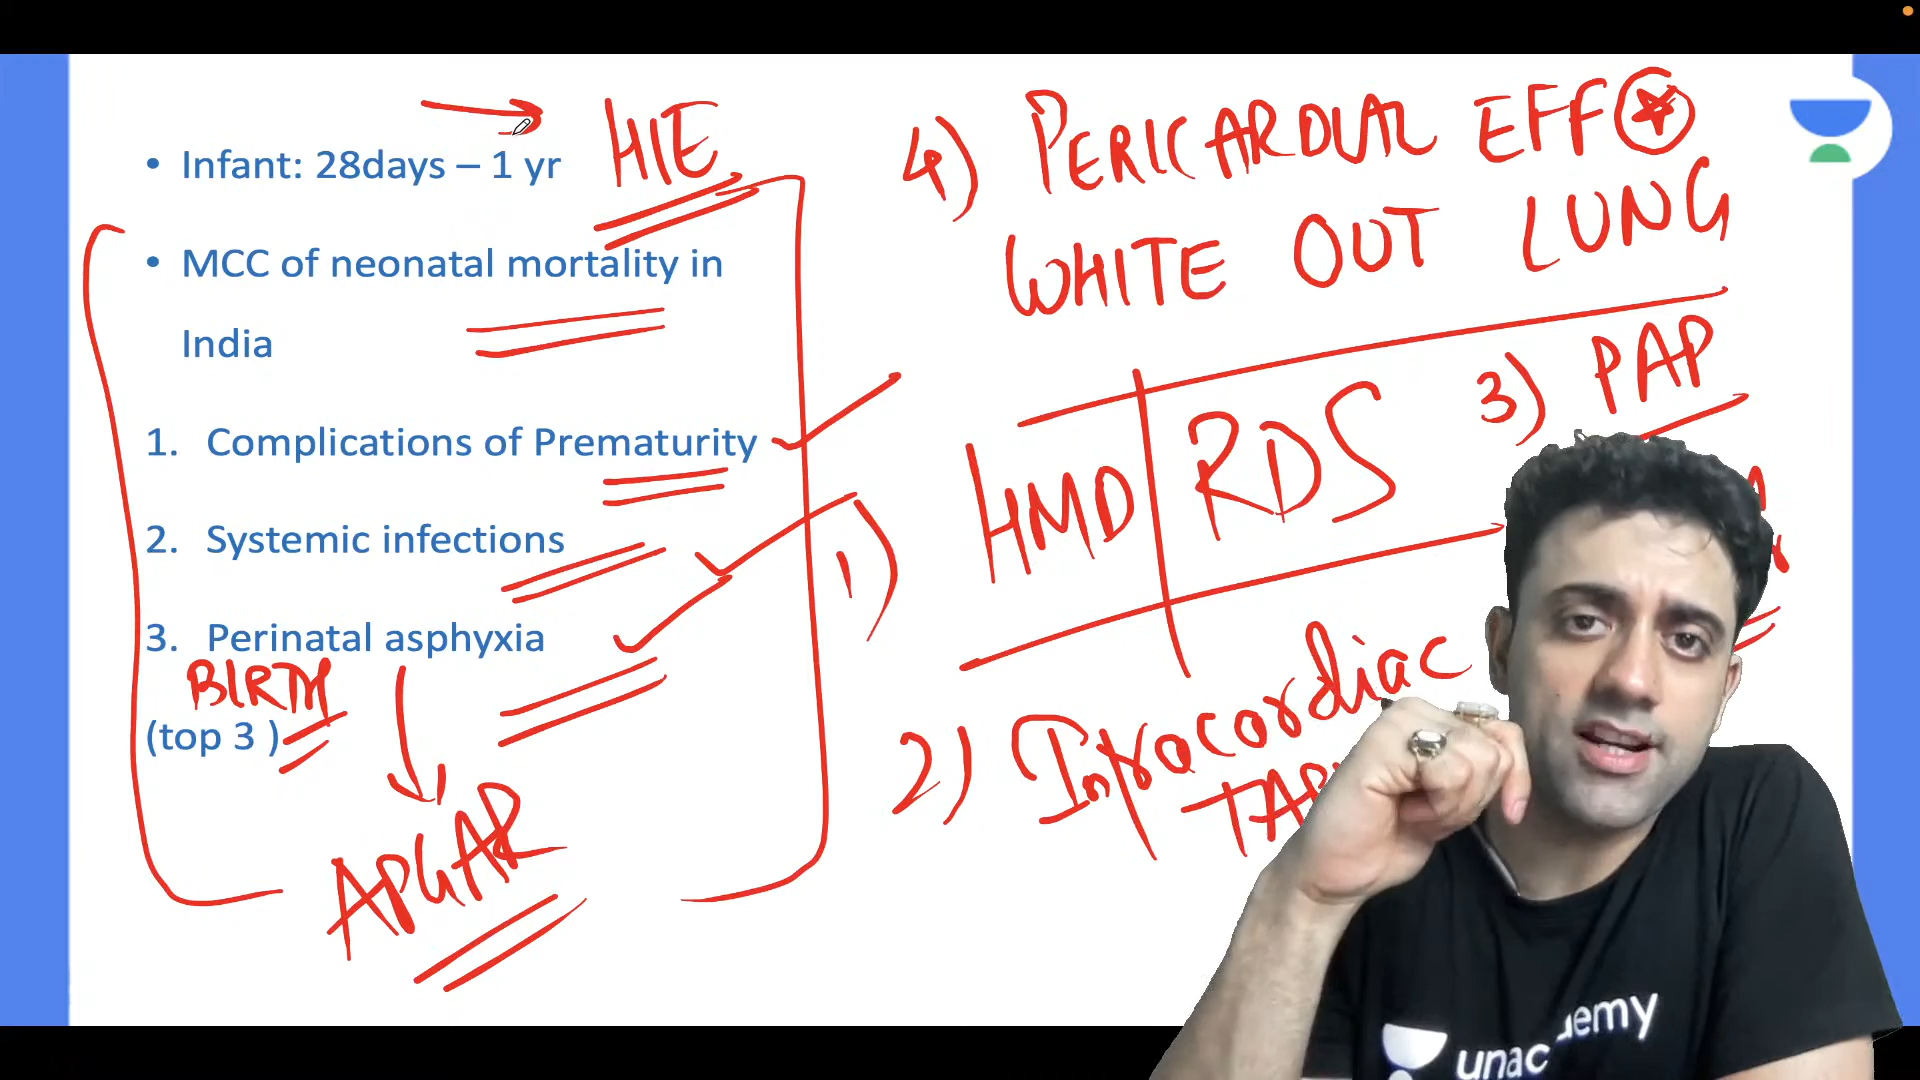 HIE
• Infant: 28days – 1 yr
• MCC of neonatal mortality in
India
1. Complications of Prematurity
2. Systemic infections
3. Perinatal asphyxia
BIRTH
(top 3 )
APGAR
4) PERICARDIAL EFF
WHITE OUT LUNG
1) HMD RDS
3) PAP
2) Infracardiac
unac demy